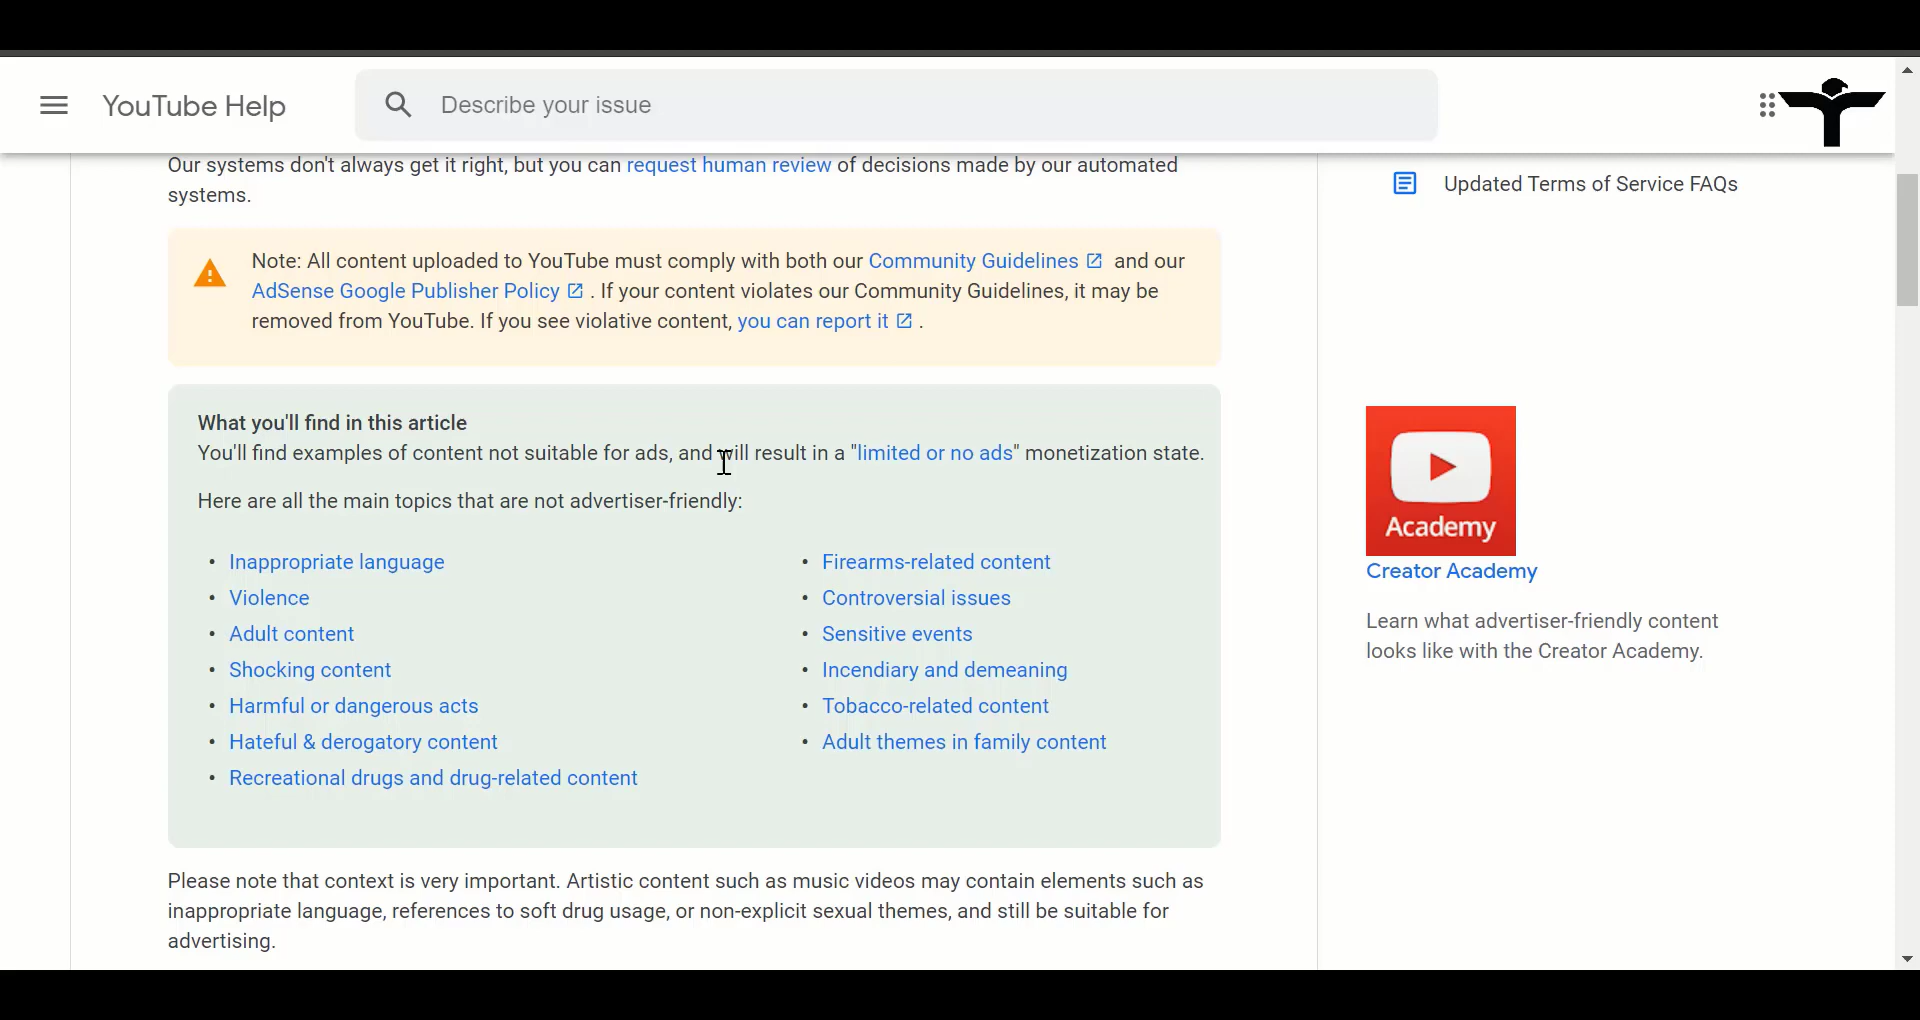 YouTube Help
Describe your issue
Our systems don't always get it right, but you can request human review of decisions made by our automated
systems.
Updated Terms of Service FAQs
Note: All content uploaded to YouTube must comply with both our Community Guidelines and our
AdSense Google Publisher Policy . If your content violates our Community Guidelines, it may be
removed from YouTube. If you see violative content, you can report it .
What you'll find in this article
You'll find examples of content not suitable for ads, and will result in a "limited or no ads" monetization state.
Here are all the main topics that are not advertiser-friendly:
• Inappropriate language
• Violence
• Adult content
• Shocking content
• Harmful or dangerous acts
• Hateful & derogatory content
• Recreational drugs and drug-related content
• Firearms-related content
• Controversial issues
• Sensitive events
• Incendiary and demeaning
• Tobacco-related content
• Adult themes in family content
Academy
Creator Academy
Learn what advertiser-friendly content
looks like with the Creator Academy.
Please note that context is very important. Artistic content such as music videos may contain elements such as
inappropriate language, references to soft drug usage, or non-explicit sexual themes, and still be suitable for
advertising.